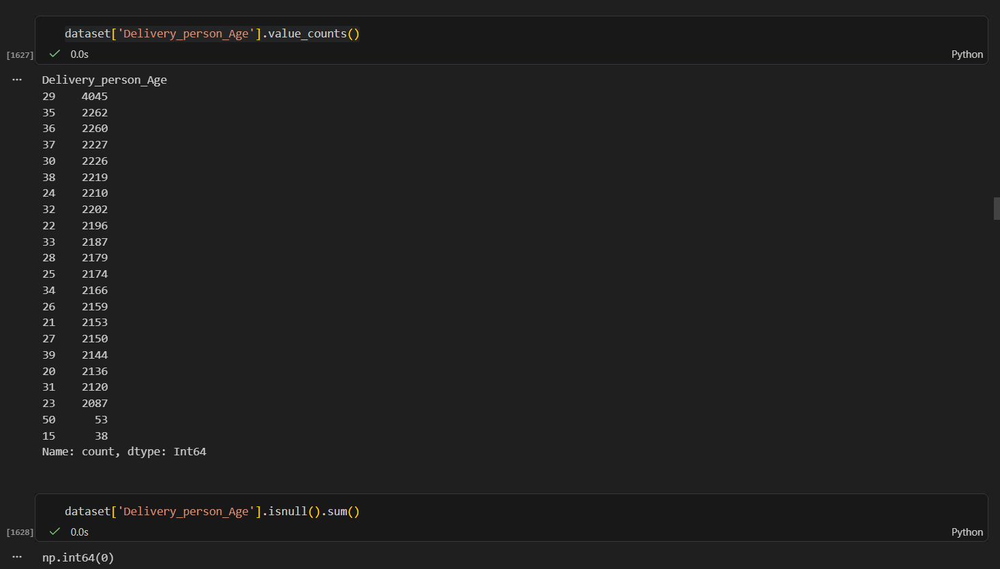 dataset['Delivery_person_Age'].value_counts()
[1627]
0.0s
Python
Delivery_person_Age
29    4045
35    2262
36    2260
37    2227
30    2226
38    2219
24    2210
32    2202
22    2196
33    2187
28    2179
25    2174
34    2166
26    2159
21    2153
27    2150
39    2144
20    2136
31    2120
23    2087
50      53
15      38
Name: count, dtype: Int64
dataset['Delivery_person_Age'].isnull().sum()
[1628]
0.0s
Python
np.int64(0)